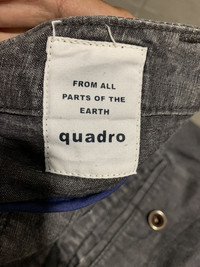 FROM ALL
PARTS OF THE
EARTH
quadro